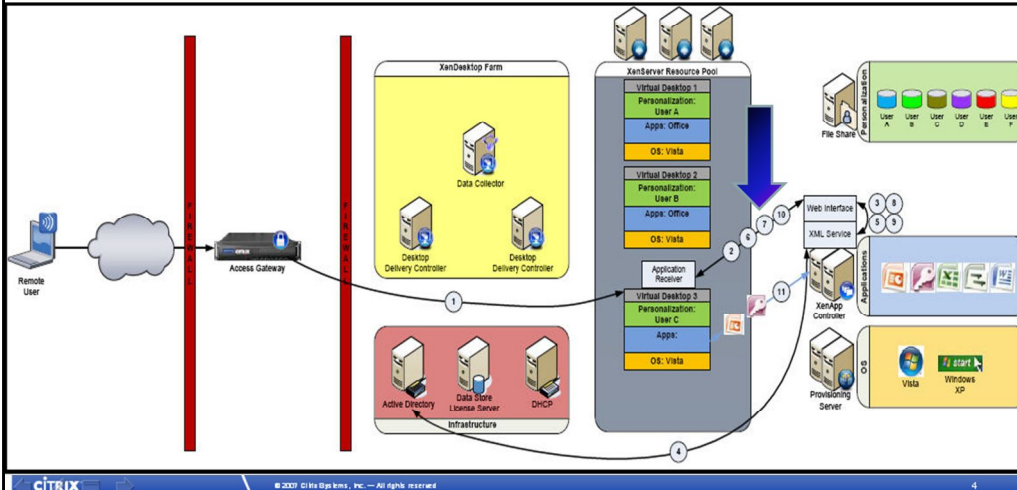 XenDesktop Farm
Data Collector
Desktop
Delivery Controller
Desktop
Delivery Controller
FIREWALL
FIREWALL
Remote
User
Access Gateway
1
Active Directory
Data Store
License Server
DHCP
Infrastructure
XenServer Resource Pool
Virtual Desktop 1
Personalization:
User A
Apps: Office
OS: Vista
Virtual Desktop 2
Personalization:
User B
Apps: Office
OS: Vista
Application
Receiver
Virtual Desktop 3
Personalization:
User C
Apps:
OS: Vista
2
6
7
10
11
4
File Share
Personalization
User
A
User
B
User
C
User
D
User
E
User
F
Web Interface
XML Service
3
8
5
9
XenApp
Controller
Applications
Provisioning
Server
OS
Vista
start
Windows
XP
CITRIX
© 2007 Citrix Systems, Inc. — All rights reserved
4